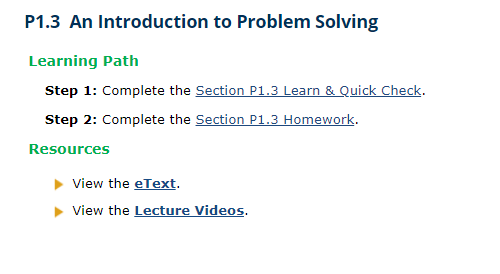 P1.3 An Introduction to Problem Solving
Learning Path
Step 1: Complete the Section P1.3 Learn & Quick Check.
Step 2: Complete the Section P1.3 Homework.
Resources
View the eText.
View the Lecture Videos.